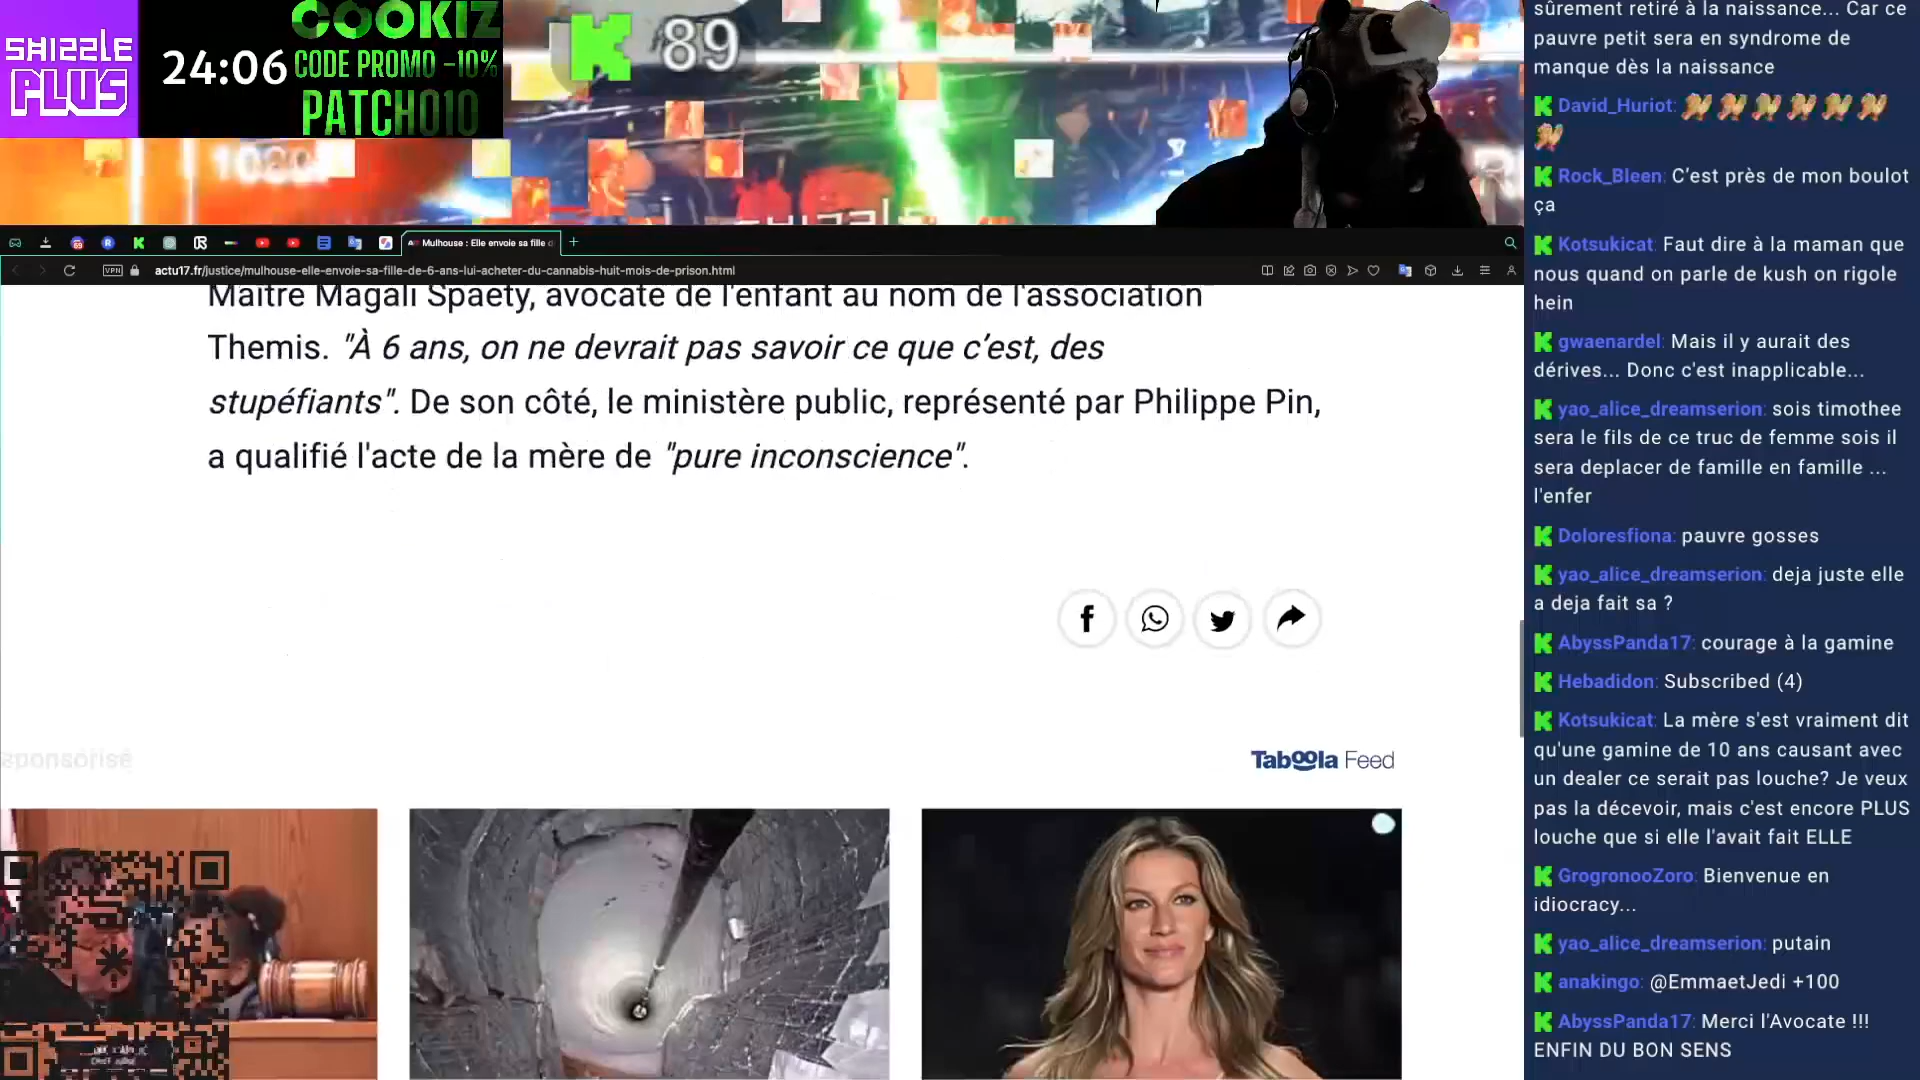 SHIZZLE
PLUS
24:06
COOKIZ
CODE PROMO -10%
PATCHO10
89
Mulhouse : Elle envoie sa fille d
VPN
actu17.fr/justice/mulhouse-elle-envoie-sa-fille-de-6-ans-lui-acheter-du-cannabis-huit-mois-de-prison.html
Maître Magali Spaety, avocate de l'enfant au nom de l'association
Themis. "À 6 ans, on ne devrait pas savoir ce que c’est, des
stupéfiants". De son côté, le ministère public, représenté par Philippe Pin,
a qualifié l'acte de la mère de "pure inconscience".
Sponsorisé
Taboola Feed
sûrement retiré à la naissance... Car ce
pauvre petit sera en syndrome de
manque dès la naissance
David_Huriot:
Rock_Bleen: C'est près de mon boulot
ça
Kotsukicat: Faut dire à la maman que
nous quand on parle de kush on rigole
hein
gwaenardel: Mais il y aurait des
dérives... Donc c'est inapplicable...
yao_alice_dreamserion: sois timothee
sera le fils de ce truc de femme sois il
sera deplacer de famille en famille ...
l'enfer
Doloresfiona: pauvre gosses
yao_alice_dreamserion: deja juste elle
a deja fait sa ?
AbyssPanda17: courage à la gamine
Hebadidon: Subscribed (4)
Kotsukicat: La mère s'est vraiment dit
qu'une gamine de 10 ans causant avec
un dealer ce serait pas louche? Je veux
pas la décevoir, mais c'est encore PLUS
louche que si elle l'avait fait ELLE
GrogronooZoro: Bienvenue en
idiocracy...
yao_alice_dreamserion: putain
anakingo: @EmmaetJedi +100
AbyssPanda17: Merci l'Avocate !!!
ENFIN DU BON SENS